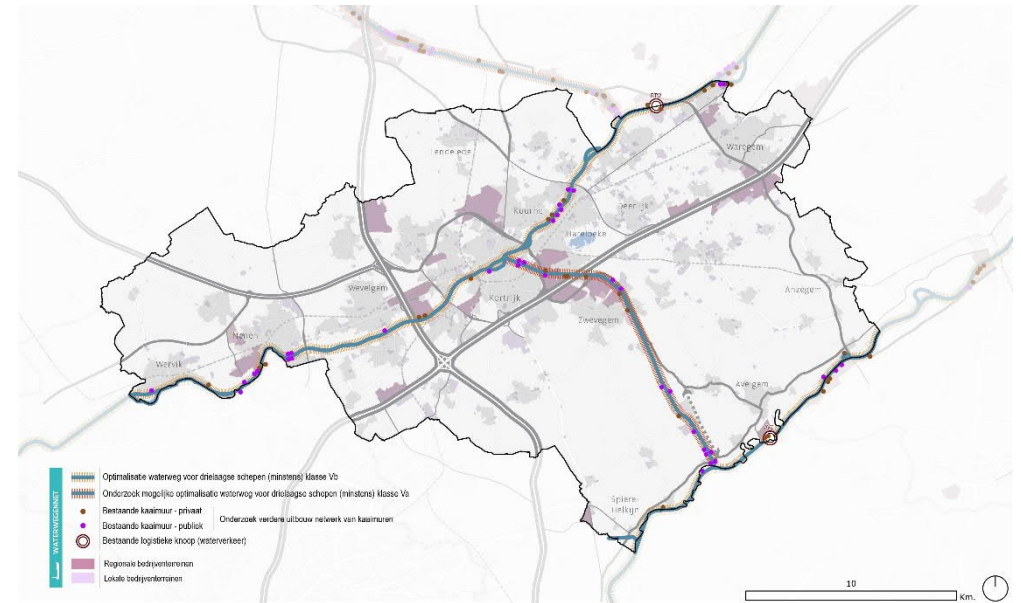 Lendelede
Waregem
Kuurne
Deerlijk
Harelbeke
Wevelgem
Kortrijk
Anzegem
Menen
Zwevegem
Wervik
Avelgem
Spiere-
Helkijn
WATERWEGENNET
Optimalisatie waterweg voor drielaagse schepen (minstens) klasse Vb
Onderzoek mogelijke optimalisatie waterweg voor drielaagse schepen (minstens) klasse Va
Bestaande kaaimuur - privaat
Onderzoek verdere uitbouw netwerk van kaaimuren
Bestaande kaaimuur - publiek
Bestaande logistieke knoop (waterverkeer)
Regionale bedrijventerreinen
Lokale bedrijventerreinen
10
Km.